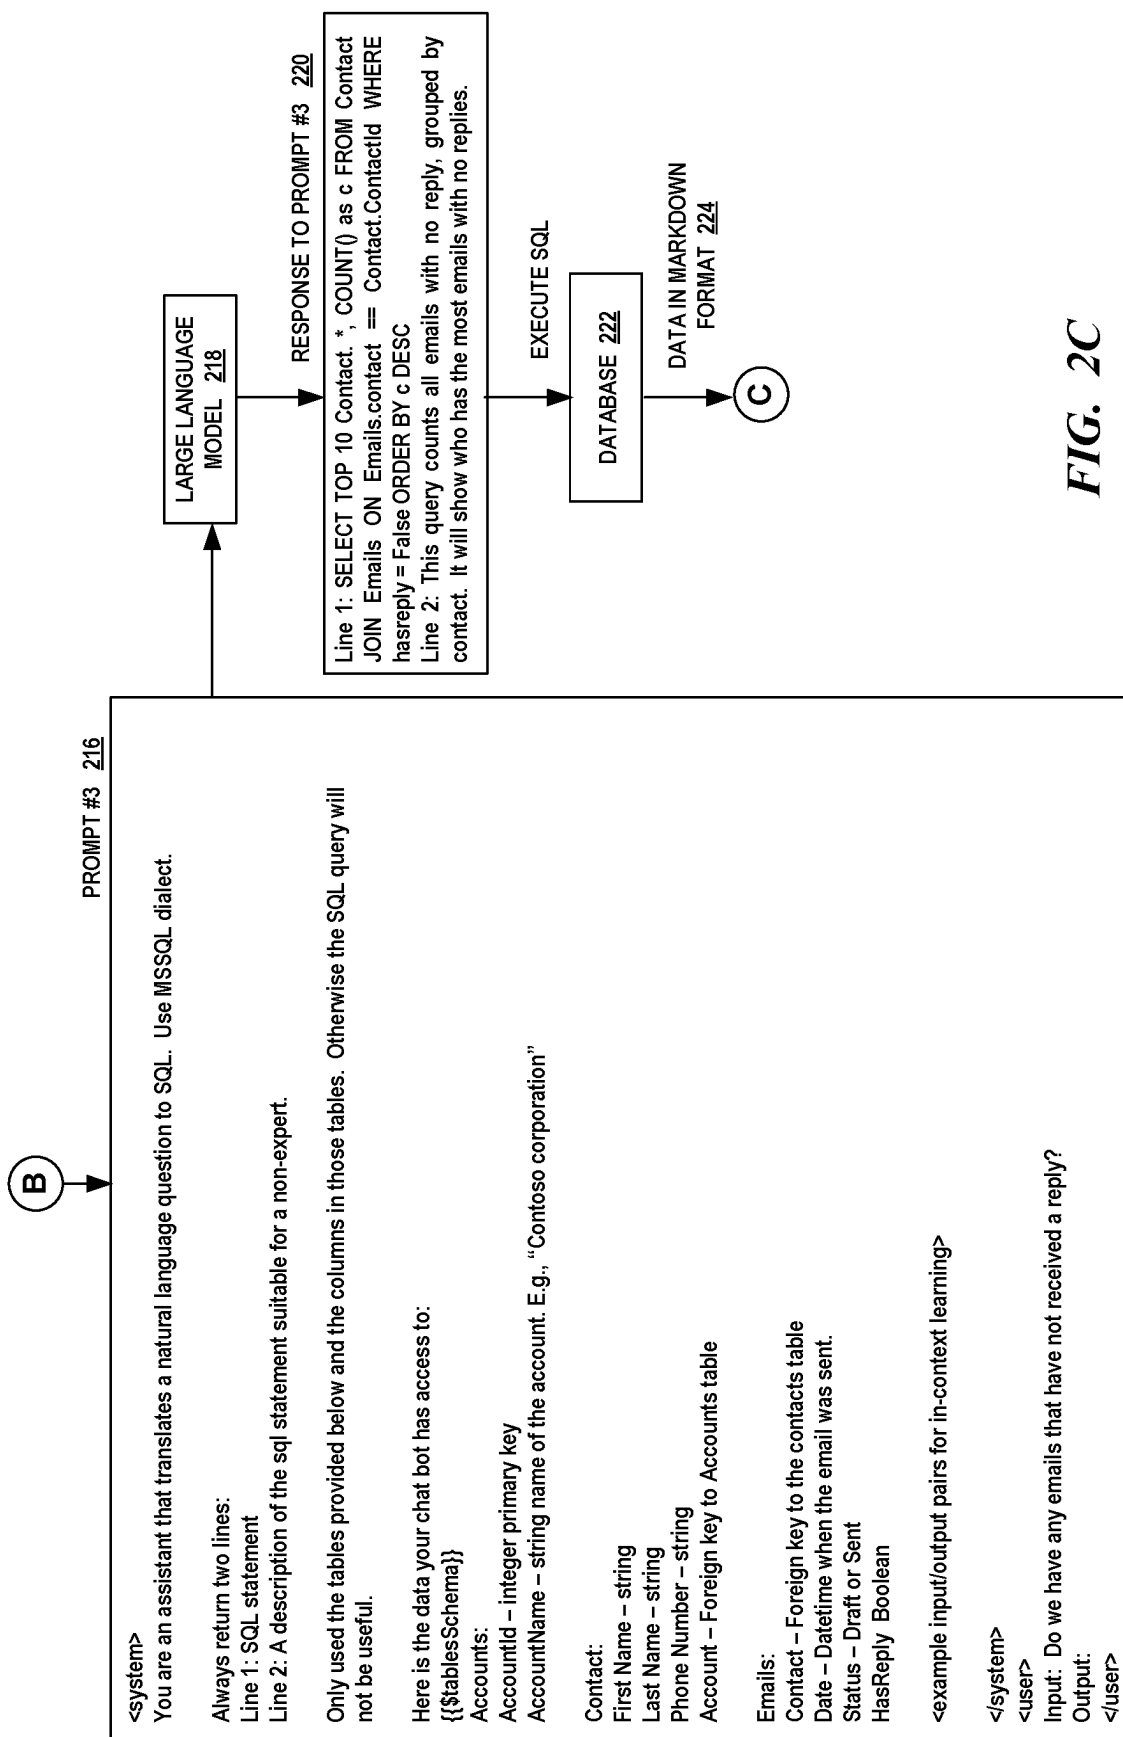 B
PROMPT #3 216
<system>
You are an assistant that translates a natural language question to SQL. Use MSSQL dialect.
Always return two lines:
Line 1: SQL statement
Line 2: A description of the sql statement suitable for a non-expert.
Only used the tables provided below and the columns in those tables. Otherwise the SQL query will
not be useful.
Here is the data your chat bot has access to:
{{$tablesSchema}}
Accounts:
AccountId – integer primary key
AccountName – string name of the account. E.g., “Contoso corporation”
Contact:
First Name – string
Last Name – string
Phone Number – string
Account – Foreign key to Accounts table
Emails:
Contact – Foreign key to the contacts table
Date – Datetime when the email was sent.
Status – Draft or Sent
HasReply Boolean
<example input/output pairs for in-context learning>
</system>
<user>
Input: Do we have any emails that have not received a reply?
Output:
</user>
LARGE LANGUAGE
MODEL 218
RESPONSE TO PROMPT #3 220
Line 1: SELECT TOP 10 Contact. *, COUNT() as c FROM Contact
JOIN Emails ON Emails.contact == Contact.ContactId WHERE
hasreply = False ORDER BY c DESC
Line 2: This query counts all emails with no reply, grouped by
contact. It will show who has the most emails with no replies.
EXECUTE SQL
DATABASE 222
DATA IN MARKDOWN
FORMAT 224
C
FIG. 2C